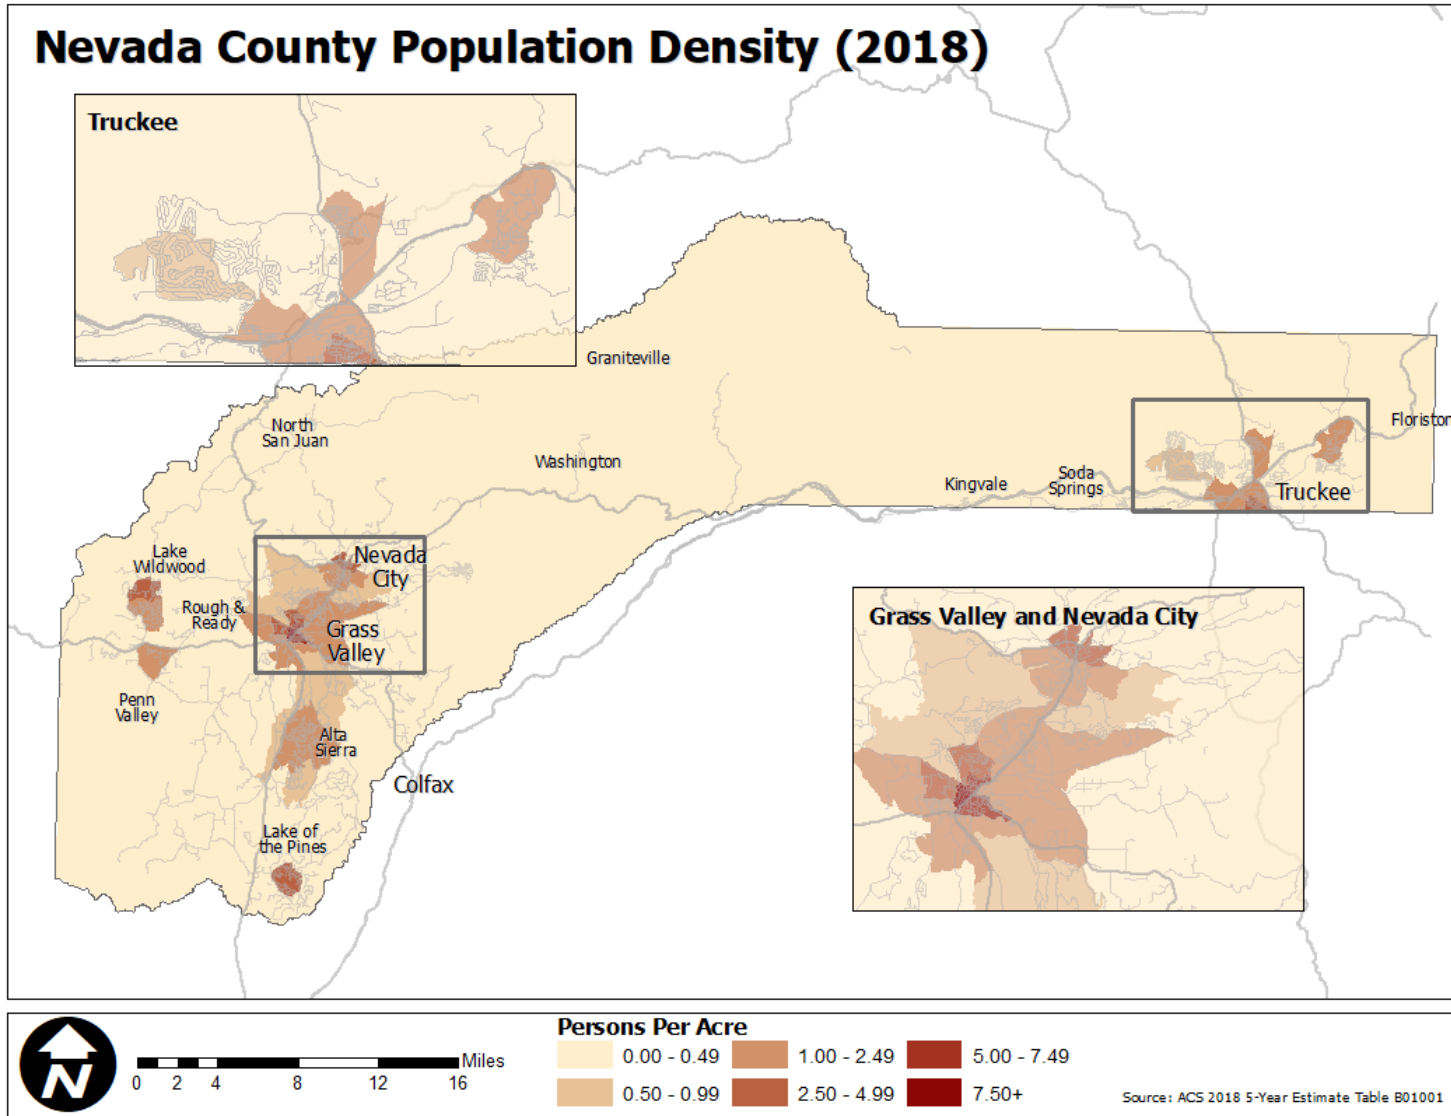 Nevada County Population Density (2018)
Truckee
Graniteville
North
San Juan
Washington
Floriston
Kingvale
Soda
Springs
Truckee
Lake
Wildwood
Nevada
City
Rough &
Ready
Grass
Valley
Grass Valley and Nevada City
Penn
Valley
Alta
Sierra
Colfax
Lake of
the Pines
N
Miles
0 2 4 8 12 16
Persons Per Acre
0.00 - 0.49
1.00 - 2.49
5.00 - 7.49
0.50 - 0.99
2.50 - 4.99
7.50+
Source: ACS 2018 5-Year Estimate Table B01001